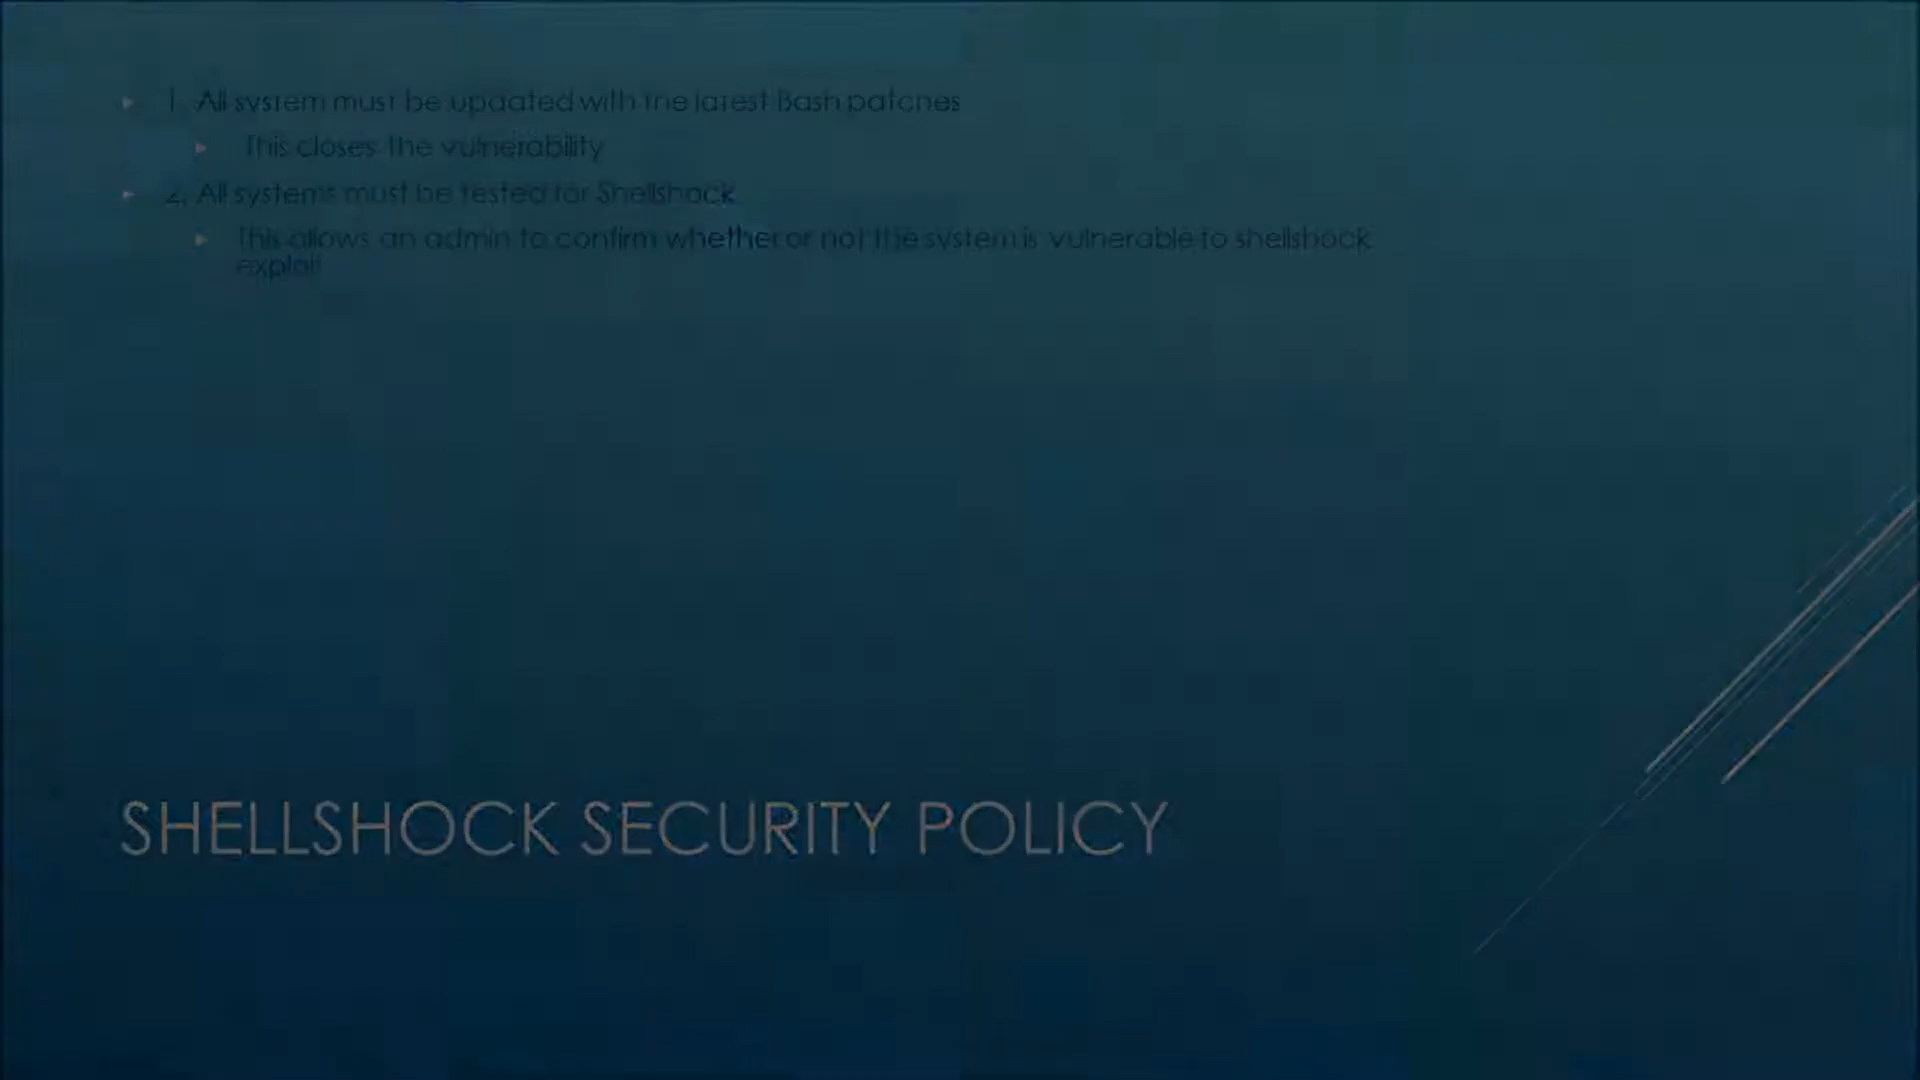 1. All system must be updated with the latest Bash patches
This closes the vulnerability
2. All systems must be tested for Shellshock
This allows an admin to confirm whether or not the system is vulnerable to shellshock
exploit
SHELLSHOCK SECURITY POLICY